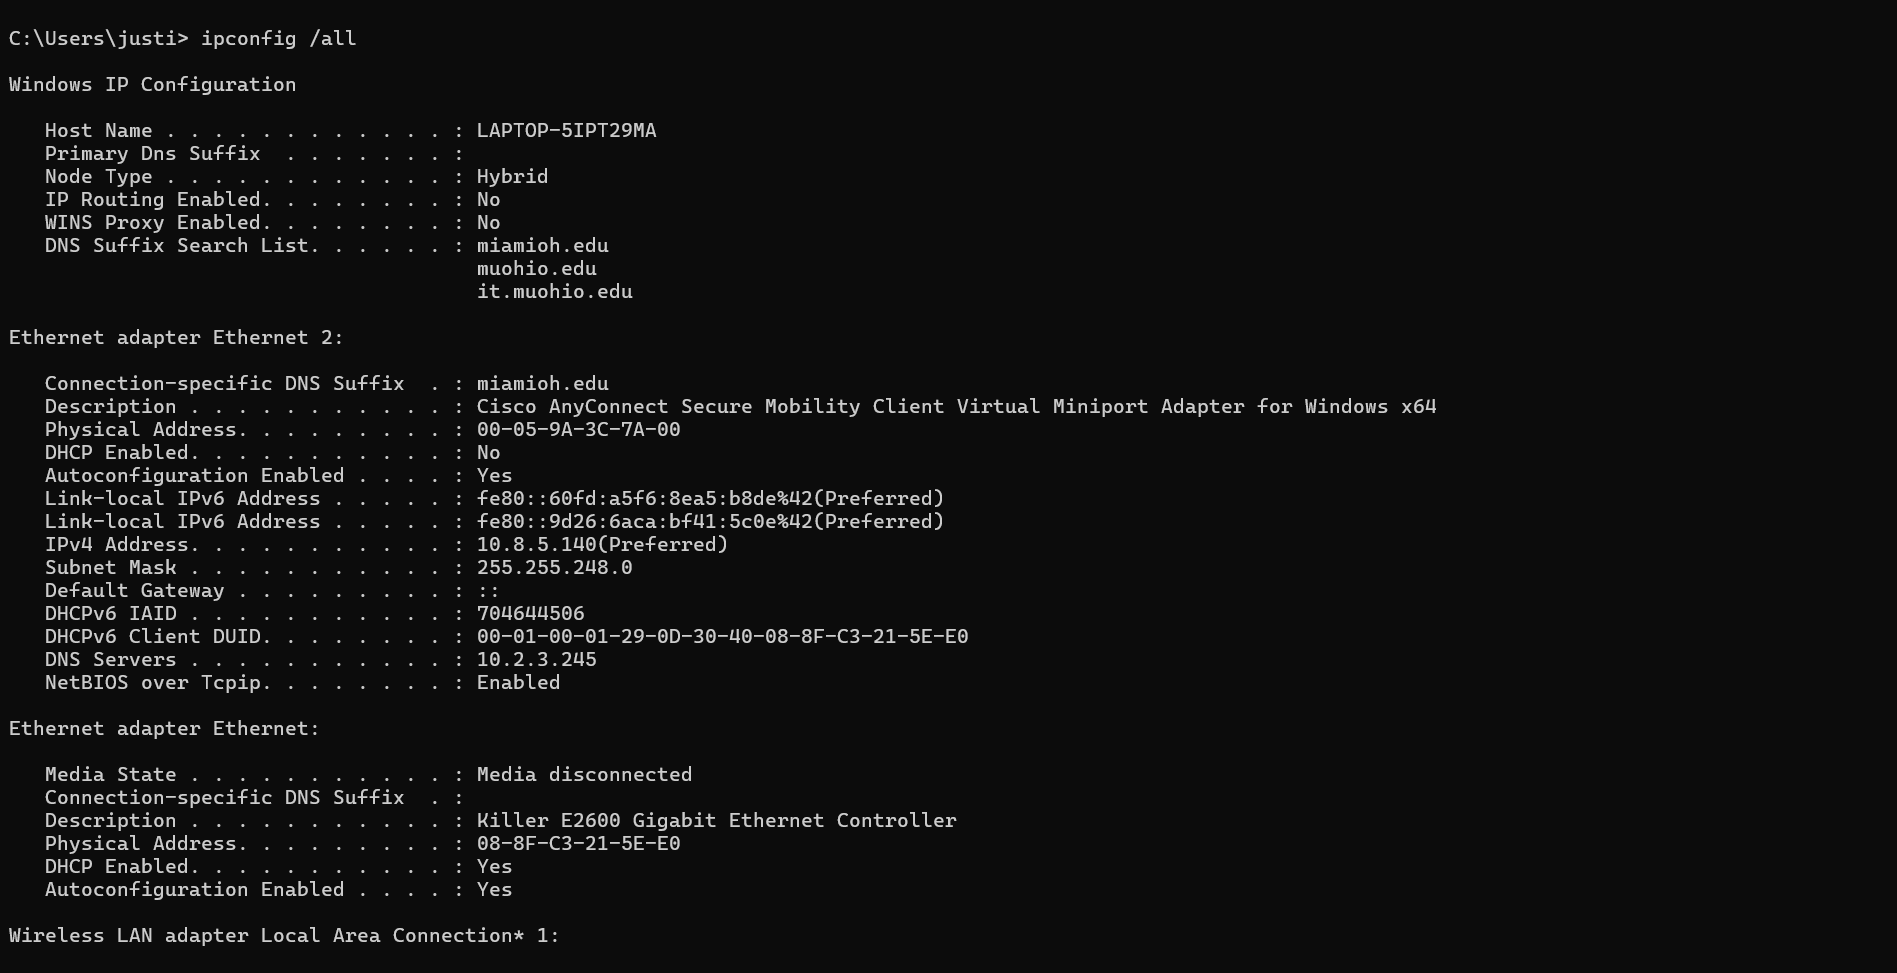 C:\Users\justi> ipconfig /all
Windows IP Configuration
Host Name . . . . . . . . . . . . : LAPTOP-5IPT29MA
Primary Dns Suffix  . . . . . . . :
Node Type . . . . . . . . . . . . : Hybrid
IP Routing Enabled. . . . . . . . : No
WINS Proxy Enabled. . . . . . . . : No
DNS Suffix Search List. . . . . . : miamioh.edu
muohio.edu
it.muohio.edu
Ethernet adapter Ethernet 2:
Connection-specific DNS Suffix  . : miamioh.edu
Description . . . . . . . . . . . : Cisco AnyConnect Secure Mobility Client Virtual Miniport Adapter for Windows x64
Physical Address. . . . . . . . . : 00-05-9A-3C-7A-00
DHCP Enabled. . . . . . . . . . . : No
Autoconfiguration Enabled . . . . : Yes
Link-local IPv6 Address . . . . . : fe80::60fd:a5f6:8ea5:b8de%42(Preferred)
Link-local IPv6 Address . . . . . : fe80::9d26:6aca:bf41:5c0e%42(Preferred)
IPv4 Address. . . . . . . . . . . : 10.8.5.140(Preferred)
Subnet Mask . . . . . . . . . . . : 255.255.248.0
Default Gateway . . . . . . . . . : ::
DHCPv6 IAID . . . . . . . . . . . : 704644506
DHCPv6 Client DUID. . . . . . . . : 00-01-00-01-29-0D-30-40-08-8F-C3-21-5E-E0
DNS Servers . . . . . . . . . . . : 10.2.3.245
NetBIOS over Tcpip. . . . . . . . : Enabled
Ethernet adapter Ethernet:
Media State . . . . . . . . . . . : Media disconnected
Connection-specific DNS Suffix  . :
Description . . . . . . . . . . . : Killer E2600 Gigabit Ethernet Controller
Physical Address. . . . . . . . . : 08-8F-C3-21-5E-E0
DHCP Enabled. . . . . . . . . . . : Yes
Autoconfiguration Enabled . . . . : Yes
Wireless LAN adapter Local Area Connection* 1: